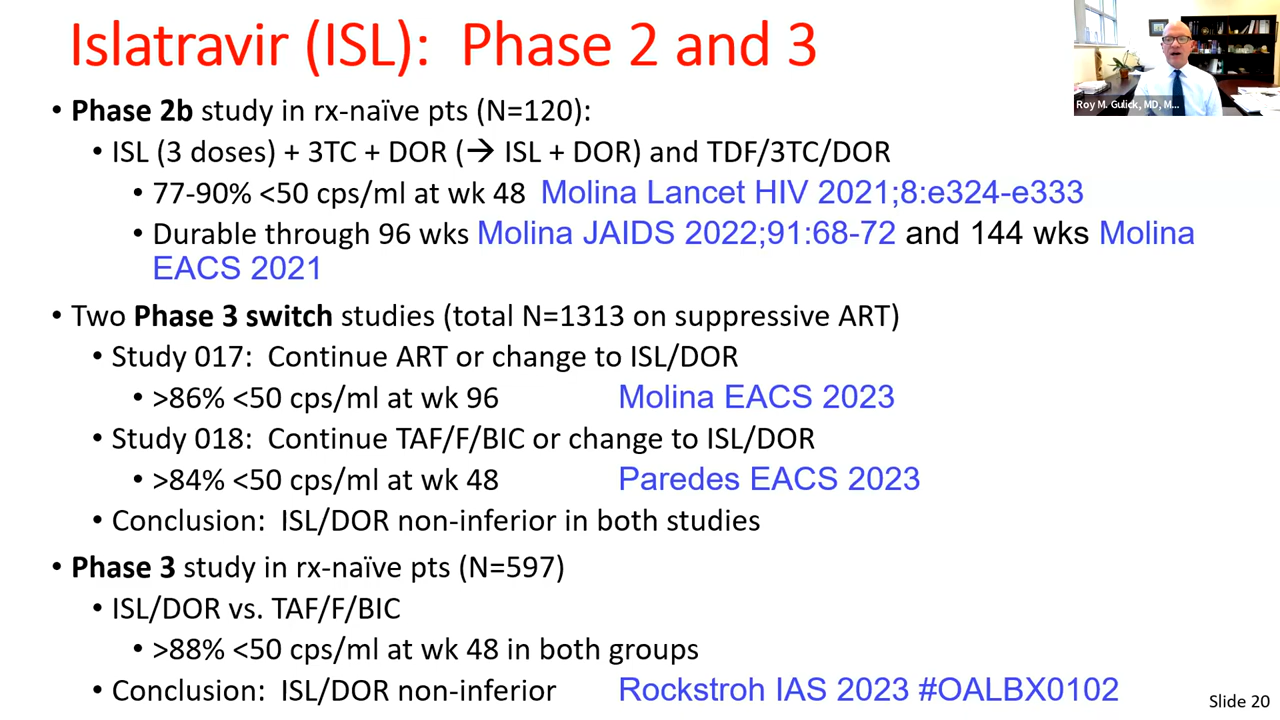 Islatravir (ISL): Phase 2 and 3
Roy M. Gulick, MD, M...
• Phase 2b study in rx-naïve pts (N=120):
• ISL (3 doses) + 3TC + DOR (→ ISL + DOR) and TDF/3TC/DOR
• 77-90% <50 cps/ml at wk 48 Molina Lancet HIV 2021;8:e324-e333
• Durable through 96 wks Molina JAIDS 2022;91:68-72 and 144 wks Molina
EACS 2021
• Two Phase 3 switch studies (total N=1313 on suppressive ART)
• Study 017: Continue ART or change to ISL/DOR
• >86% <50 cps/ml at wk 96 Molina EACS 2023
• Study 018: Continue TAF/F/BIC or change to ISL/DOR
• >84% <50 cps/ml at wk 48 Paredes EACS 2023
• Conclusion: ISL/DOR non-inferior in both studies
• Phase 3 study in rx-naïve pts (N=597)
• ISL/DOR vs. TAF/F/BIC
• >88% <50 cps/ml at wk 48 in both groups
• Conclusion: ISL/DOR non-inferior Rockstroh IAS 2023 #OALBX0102
Slide 20